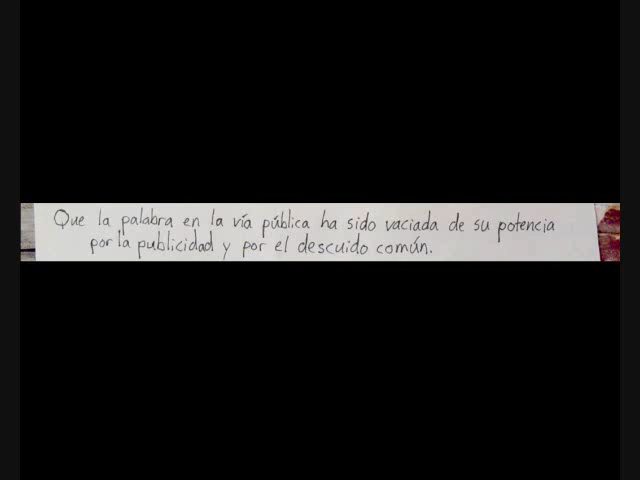 Que la palabra en la vía pública ha sido vaciada de su potencia
por la publicidad y por el descuido común.